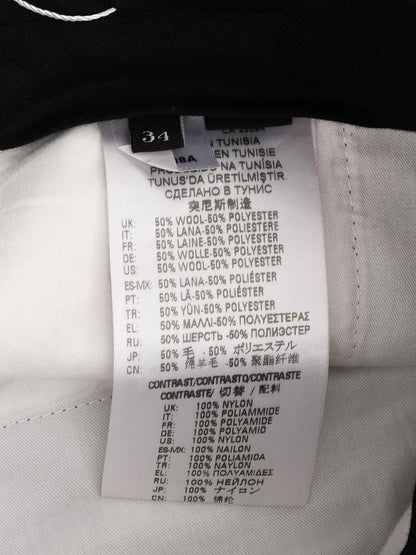 34
BA
N TUNISIA
EN TUNISIE
NA TUNÍSIA
TUNUS'DA ÜRETİLMİŞTİR
СДЕЛАНО В ТУНИС
突尼斯制造
UK: 50% WOOL-50% POLYESTER
IT: 50% LANA-50% POLIESTERE
FR: 50% LAINE-50% POLYESTER
DE: 50% WOLLE-50% POLYESTER
US: 50% WOOL-50% POLYESTER
ES-MX: 50% LANA-50% POLIÉSTER
PT: 50% LÃ-50% POLIÉSTER
TR: 50% YÜN-50% POLYESTER
EL: 50% ΜΑΛΛΙ-50% ΠΟΛΥΕΣΤΕΡΑΣ
RU: 50% ШЕРСТЬ -50% ПОЛИЭСТЕР
JP: 50% 毛 -50% ポリエステル
CN: 50% 绵羊毛 -50% 聚酯纤维
CONTRAST/CONTRASTO/CONTRASTE
CONTRASTE/ 切替 / 配料
UK: 100% NYLON
IT: 100% POLIAMMIDE
FR: 100% POLYAMIDE
DE: 100% POLYAMID
US: 100% NYLON
ES-MX: 100% NAILON
PT: 100% POLIAMIDA
TR: 100% NAYLON
EL: 100% ΠΟΛΥΑΜΙΔΕΣ
RU: 100% НЕЙЛОН
JP: 100% ナイロン
CN: 100% 锦纶